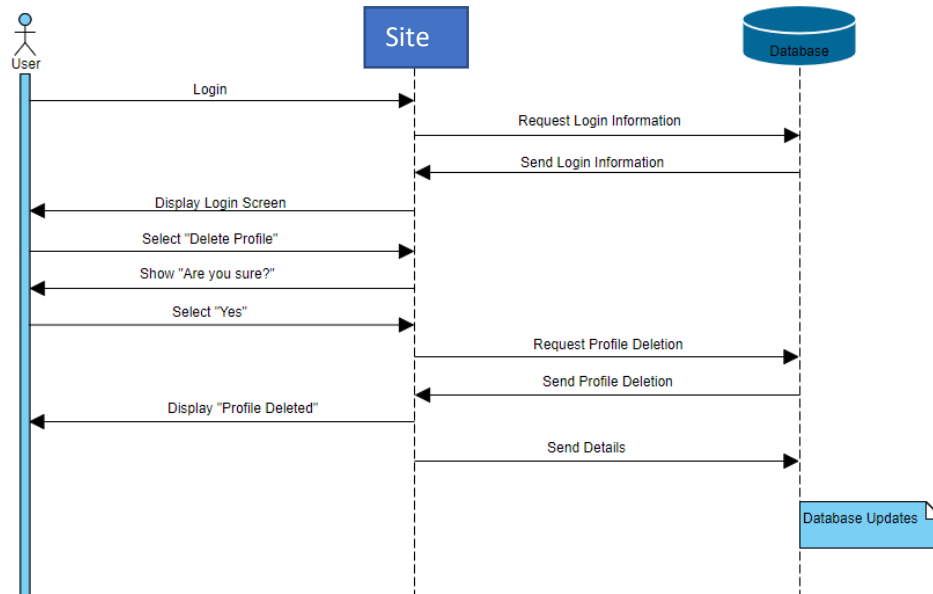 Site
Database
User
Login
Request Login Information
Send Login Information
Display Login Screen
Select "Delete Profile"
Show "Are you sure?"
Select "Yes"
Request Profile Deletion
Send Profile Deletion
Display "Profile Deleted"
Send Details
Database Updates